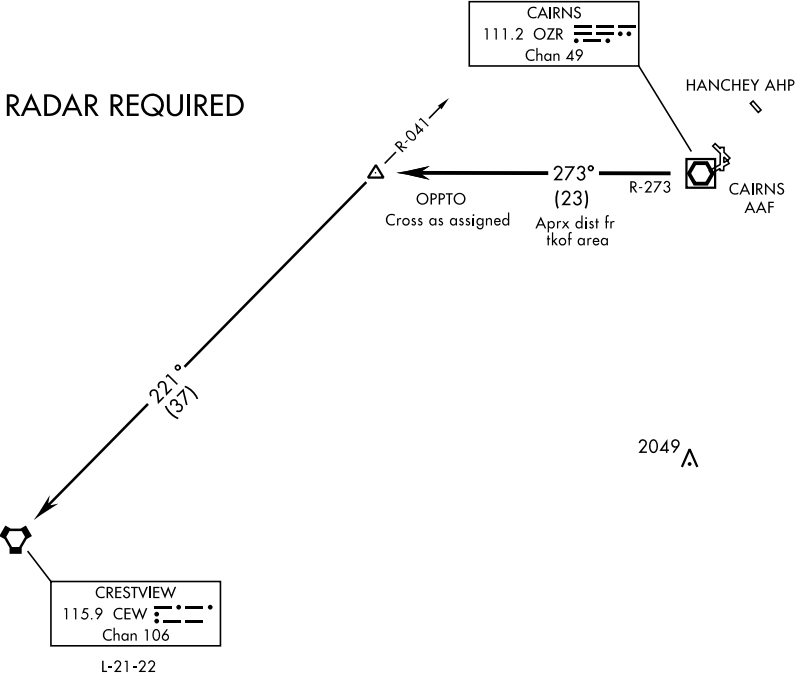 CAIRNS
111.2 OZR
Chan 49
RADAR REQUIRED
HANCHEY AHP
R-041
273°
(23)
R-273
OPPTO
Cross as assigned
Aprx dist fr
tkof area
CAIRNS
AAF
221°
(37)
2049
CRESTVIEW
115.9 CEW
Chan 106
L-21-22